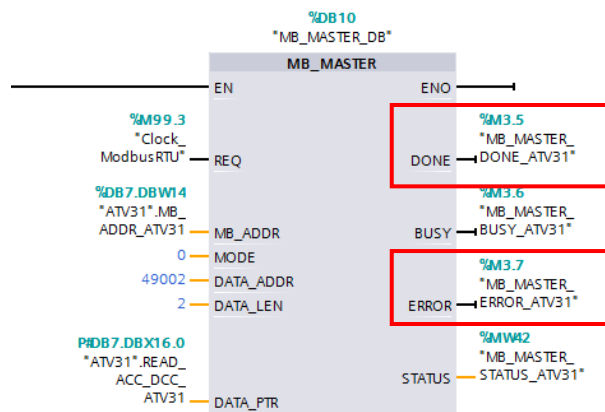 %DB10
"MB_MASTER_DB"
MB_MASTER
EN
ENO
%M99.3
"Clock_
ModbusRTU"
REQ
%M3.5
"MB_MASTER_
DONE_ATV31"
DONE
%DB7.DBW14
"ATV31".MB_
ADDR_ATV31
MB_ADDR
%M3.6
"MB_MASTER_
BUSY_ATV31"
BUSY
0
MODE
49002
DATA_ADDR
2
DATA_LEN
%M3.7
"MB_MASTER_
ERROR_ATV31"
ERROR
P#DB7.DBX16.0
"ATV31".READ_
ACC_DCC_
ATV31
DATA_PTR
%MW42
"MB_MASTER_
STATUS_ATV31"
STATUS